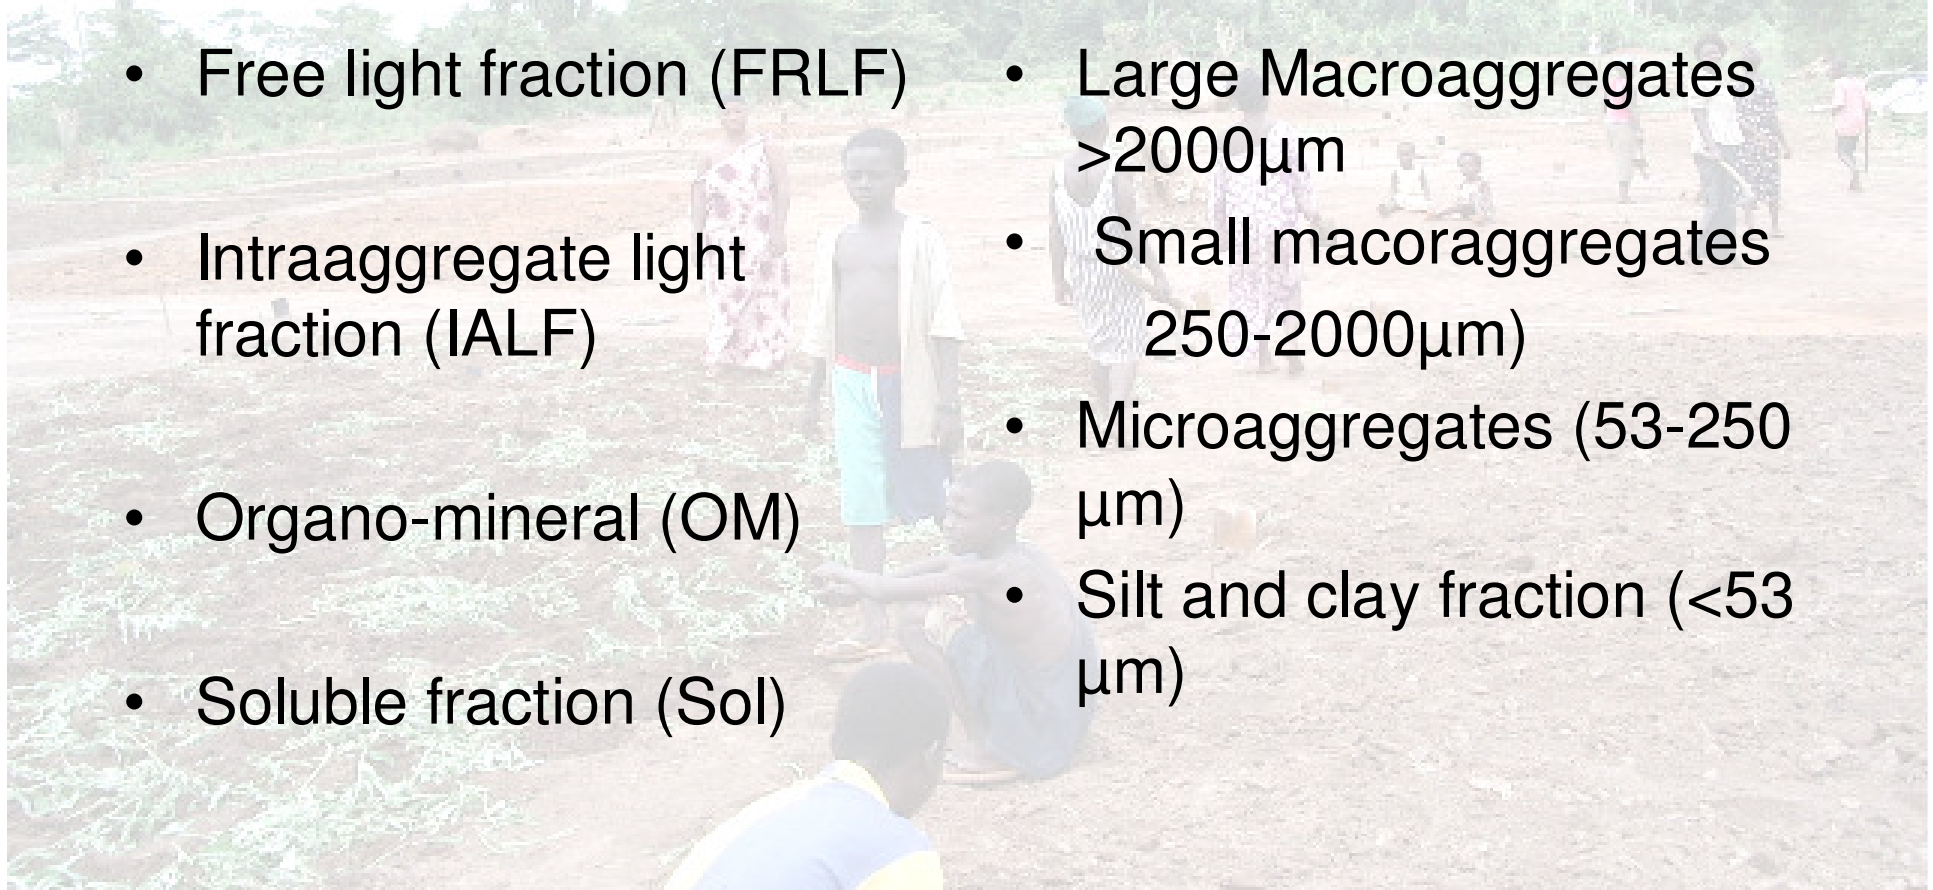 • Free light fraction (FRLF)
• Intraaggregate light
fraction (IALF)
• Organo-mineral (OM)
• Soluble fraction (Sol)
• Large Macroaggregates
>2000µm
• Small macoraggregates
250-2000µm)
• Microaggregates (53-250
µm)
• Silt and clay fraction (<53
µm)